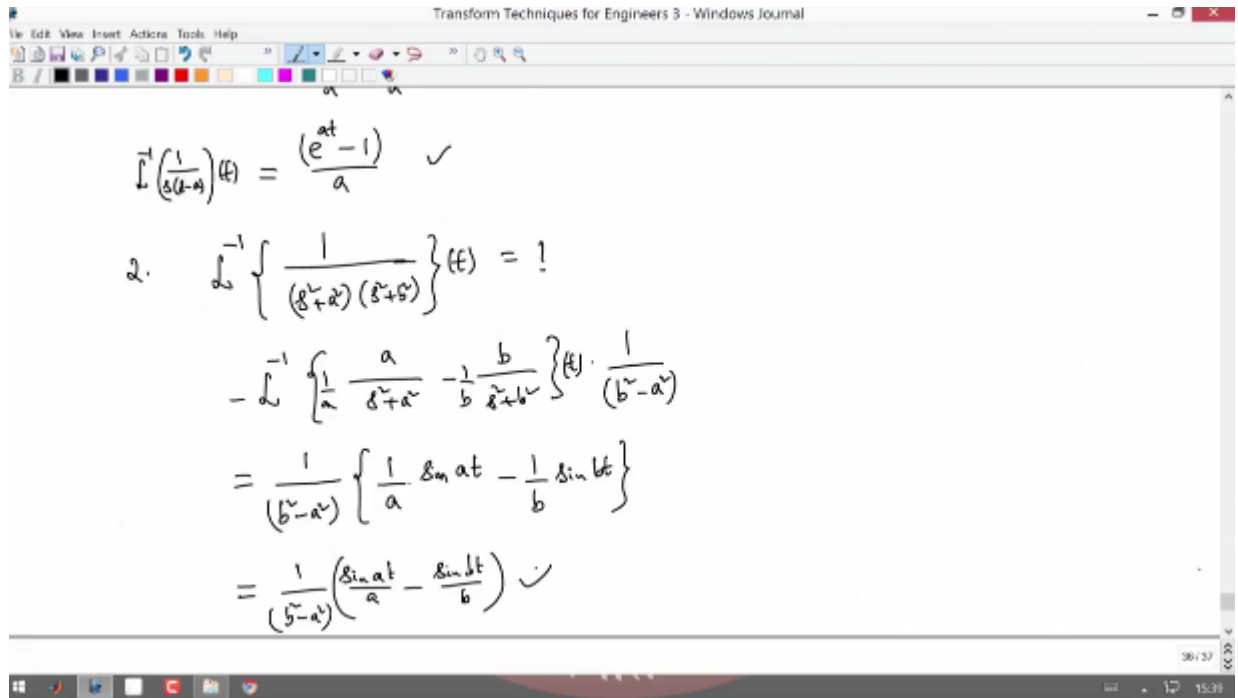 Transform Techniques for Engineers 3 - Windows Journal
File Edit View Insert Actions Tools Help
B I
a a
L⁻¹(1/(s(s-a)))(t) = (e^{at} - 1)/a ✓
2. L⁻¹{1/((s²+a²)(s²+b²))}(t) = ?
= L⁻¹{1/a a/(s²+a²) - 1/b b/(s²+b²)}(t) · 1/(b²-a²)
= 1/(b²-a²) {1/a sin at - 1/b sin bt}
= 1/(b²-a²) (sin at/a - sin bt/b) ✓
36/37
15:39